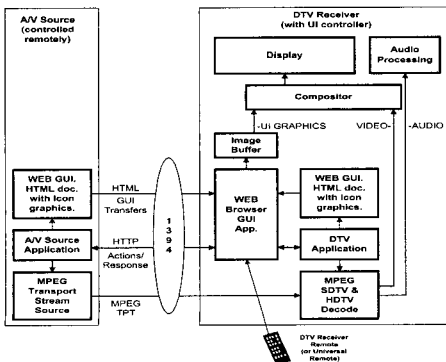 A/V Source
(controlled
remotely)
DTV Receiver
(with UI controller)
Display
Audio
Processing
Compositor
-UI GRAPHICS
VIDEO-
-AUDIO
Image
Buffer
WEB GUI.
HTML doc.
with Icon
graphics.
HTML
GUI
Transfers
1
3
9
4
WEB
Browser
GUI
App.
WEB GUI.
HTML doc.
with Icon
graphics.
A/V Source
Application
HTTP
Actions/
Response
DTV
Application
MPEG
Transport
Stream
Source
MPEG
TPT
MPEG
SDTV &
HDTV
Decode
DTV Receiver
Remote
(or Universal
Remote)